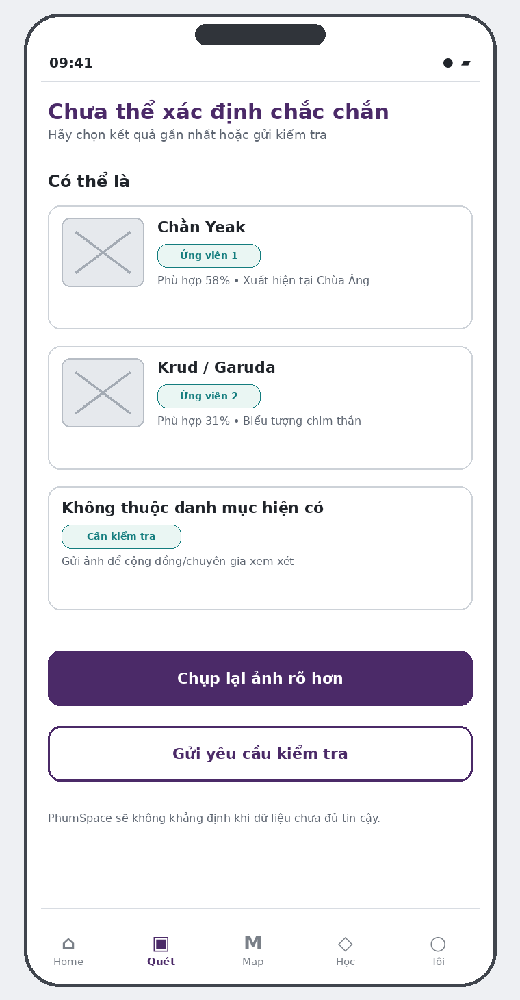 09:41
Chưa thể xác định chắc chắn
Hãy chọn kết quả gần nhất hoặc gửi kiểm tra
Có thể là
Chằn Yeak
Ứng viên 1
Phù hợp 58% • Xuất hiện tại Chùa Âng
Krud / Garuda
Ứng viên 2
Phù hợp 31% • Biểu tượng chim thần
Không thuộc danh mục hiện có
Cần kiểm tra
Gửi ảnh để cộng đồng/chuyên gia xem xét
Chụp lại ảnh rõ hơn
Gửi yêu cầu kiểm tra
PhumSpace sẽ không khẳng định khi dữ liệu chưa đủ tin cậy.
M
Home Quét Map Học Tôi